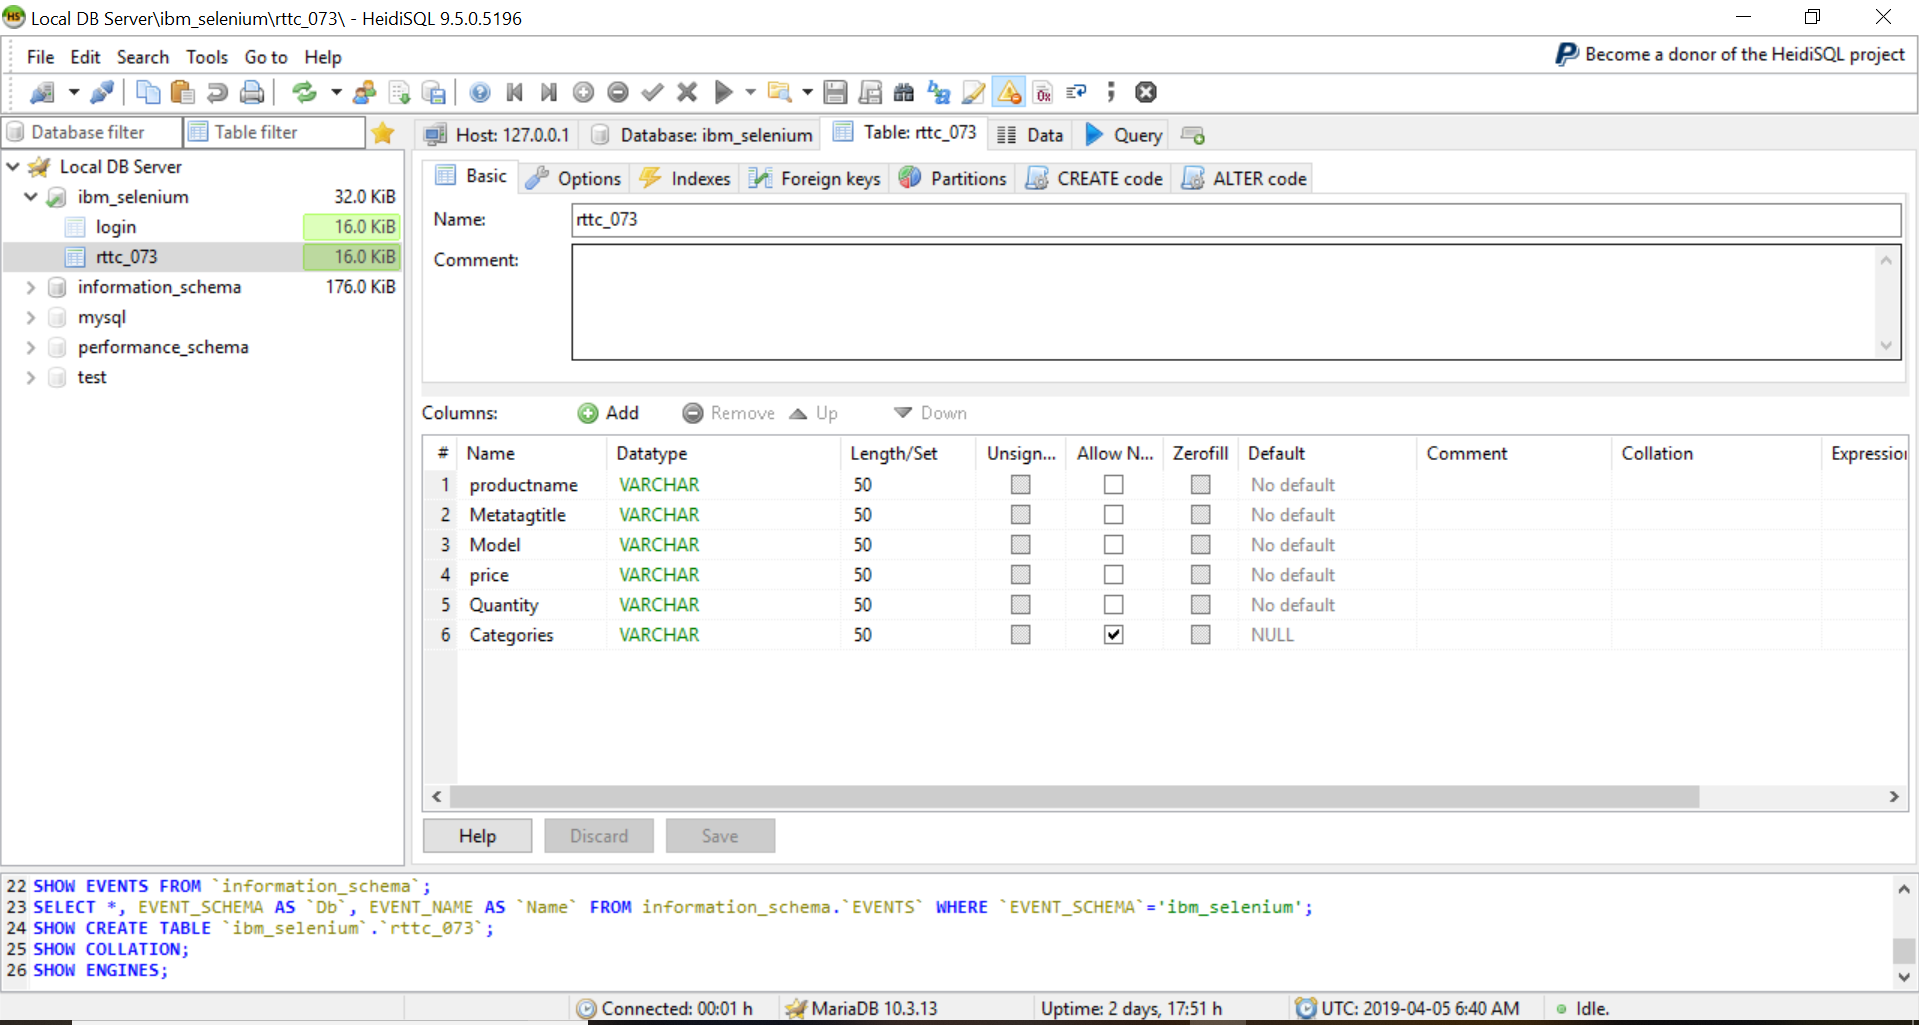 Local DB Server\ibm_selenium\rttc_073\ - HeidiSQL 9.5.0.5196
File Edit Search Tools Go to Help
Become a donor of the HeidiSQL project
Database filter Table filter
Host: 127.0.0.1 Database: ibm_selenium Table: rttc_073 Data Query
Local DB Server
ibm_selenium 32.0 KiB
login 16.0 KiB
rttc_073 16.0 KiB
information_schema 176.0 KiB
mysql
performance_schema
test
Basic Options Indexes Foreign keys Partitions CREATE code ALTER code
Name: rttc_073
Comment:
Columns: Add Remove Up Down
# Name Datatype Length/Set Unsign... Allow N... Zerofill Default Comment Collation Expression
1 productname VARCHAR 50 No default
2 Metatagtitle VARCHAR 50 No default
3 Model VARCHAR 50 No default
4 price VARCHAR 50 No default
5 Quantity VARCHAR 50 No default
6 Categories VARCHAR 50 NULL
Help Discard Save
22 SHOW EVENTS FROM `information_schema`;
23 SELECT *, EVENT_SCHEMA AS `Db`, EVENT_NAME AS `Name` FROM information_schema.`EVENTS` WHERE `EVENT_SCHEMA`='ibm_selenium';
24 SHOW CREATE TABLE `ibm_selenium`.`rttc_073`;
25 SHOW COLLATION;
26 SHOW ENGINES;
Connected: 00:01 h MariaDB 10.3.13 Uptime: 2 days, 17:51 h UTC: 2019-04-05 6:40 AM Idle.